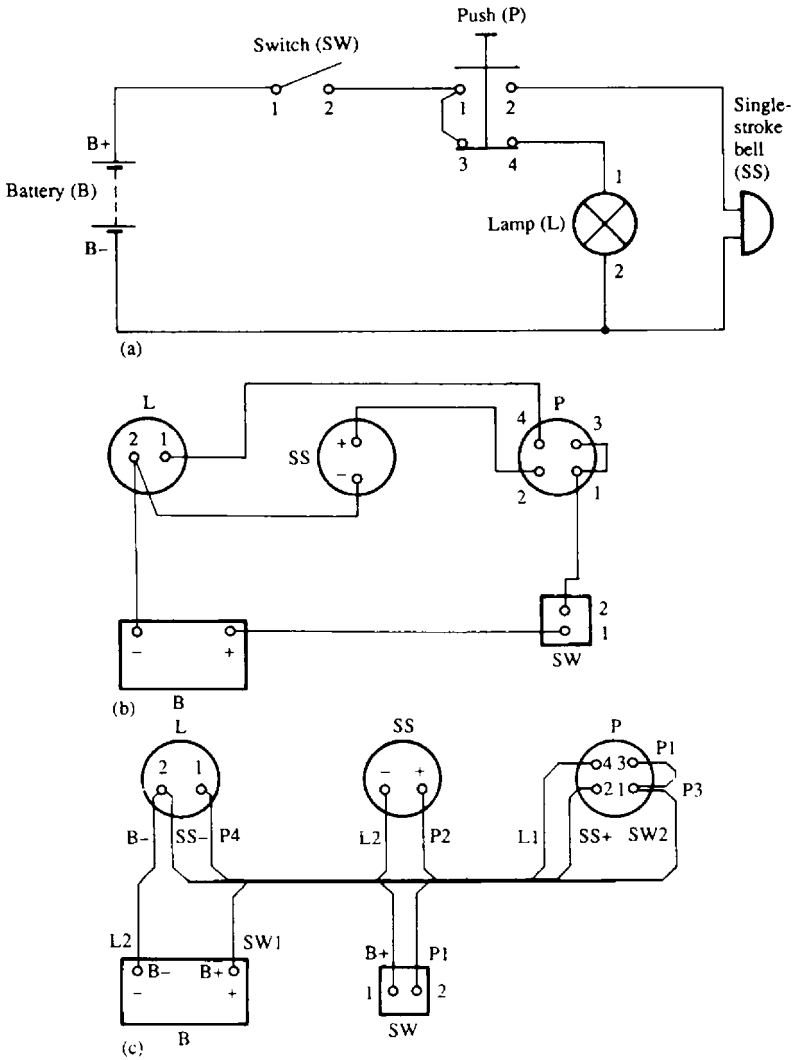 Push (P)
Switch (SW)
1 2 1 2
Single-
stroke
bell
(SS)
B+
3 4
1
Battery (B)
Lamp (L)
B–
2
(a)
L
P
4 3
2 1
+
SS
–
2 1
2
1
– +
SW
B
(b)
L
SS
P
2 1
– +
4 3
P1
2 1
P3
B– SS– P4
L2 P2
L1 SS+ SW2
L2 SW1
B+ P1
B– B+
– +
1 2
B
SW
(c)